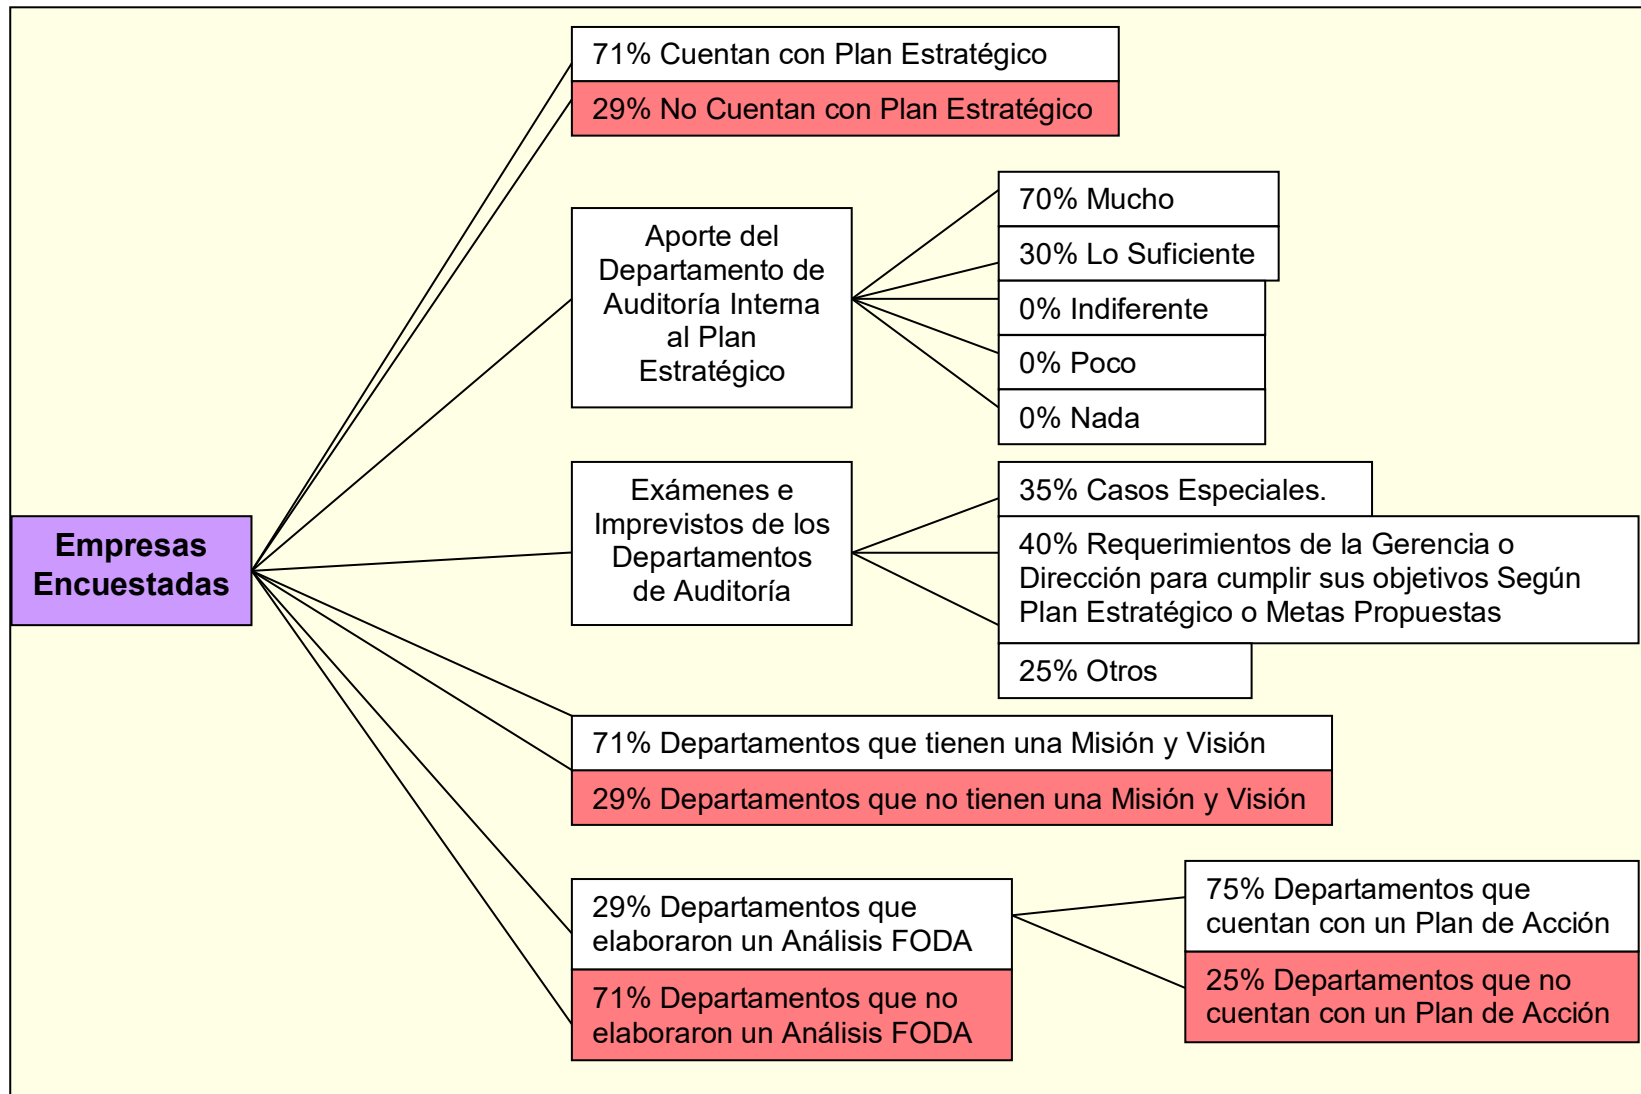 71% Cuentan con Plan Estratégico
29% No Cuentan con Plan Estratégico
Aporte del
Departamento de
Auditoría Interna
al Plan
Estratégico
70% Mucho
30% Lo Suficiente
0% Indiferente
0% Poco
0% Nada
Empresas
Encuestadas
Exámenes e
Imprevistos de los
Departamentos
de Auditoría
35% Casos Especiales.
40% Requerimientos de la Gerencia o
Dirección para cumplir sus objetivos Según
Plan Estratégico o Metas Propuestas
25% Otros
71% Departamentos que tienen una Misión y Visión
29% Departamentos que no tienen una Misión y Visión
29% Departamentos que
elaboraron un Análisis FODA
71% Departamentos que no
elaboraron un Análisis FODA
75% Departamentos que
cuentan con un Plan de Acción
25% Departamentos que no
cuentan con un Plan de Acción